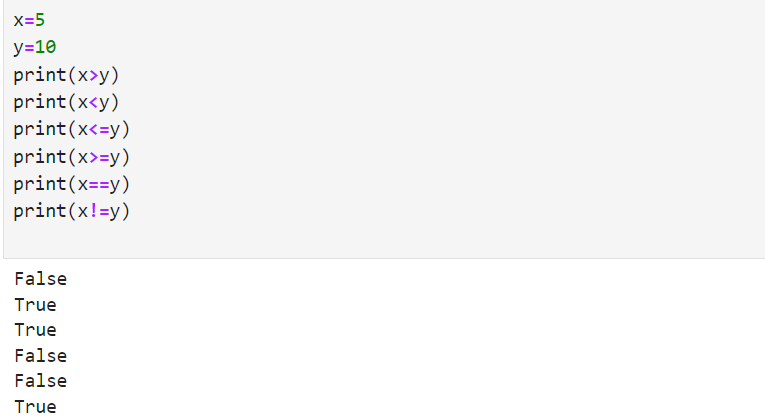 x=5
y=10
print(x>y)
print(x<y)
print(x<=y)
print(x>=y)
print(x==y)
print(x!=y)
False
True
True
False
False
True